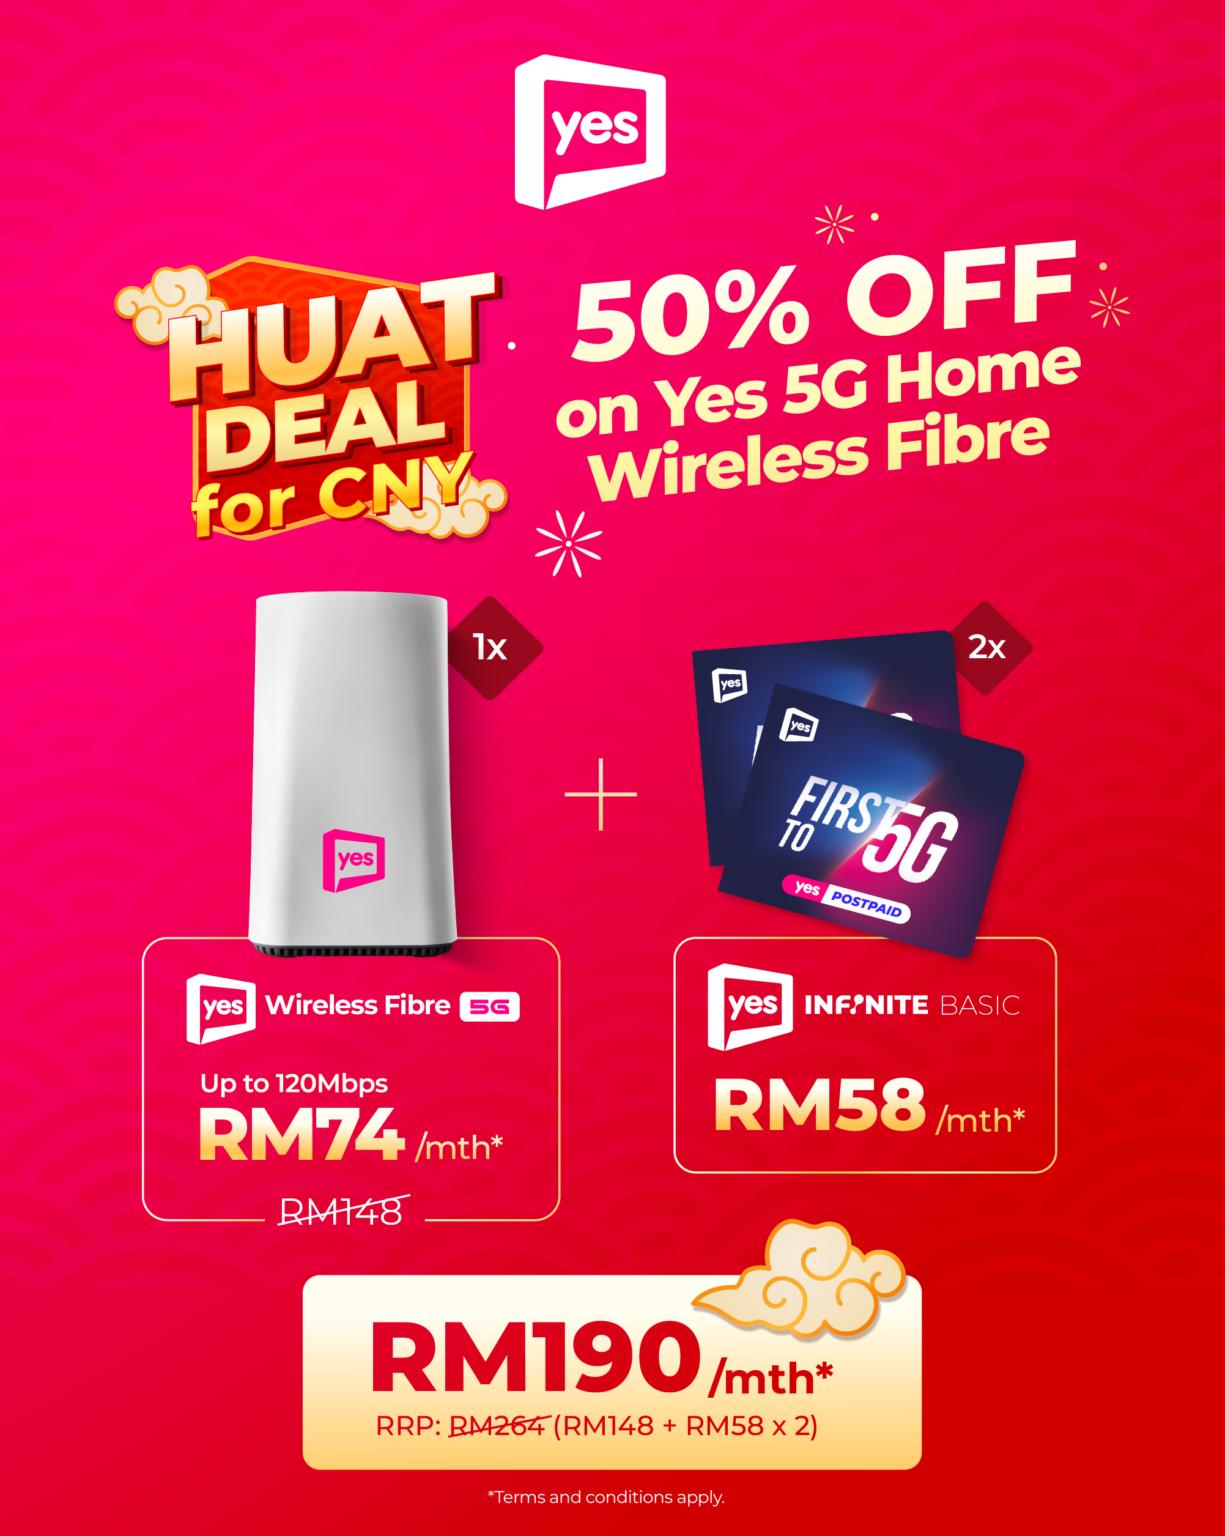 yes
HUAT
DEAL
for CNY
50% OFF
on Yes 5G Home
Wireless Fibre
1x
2x
yes
yes
yes
FIRST
TO 5G
yes POSTPAID
yes Wireless Fibre 5G
Up to 120Mbps
RM74 /mth*
RM148
yes INFINITE BASIC
RM58 /mth*
RM190 /mth*
RRP: RM264 (RM148 + RM58 x 2)
*Terms and conditions apply.